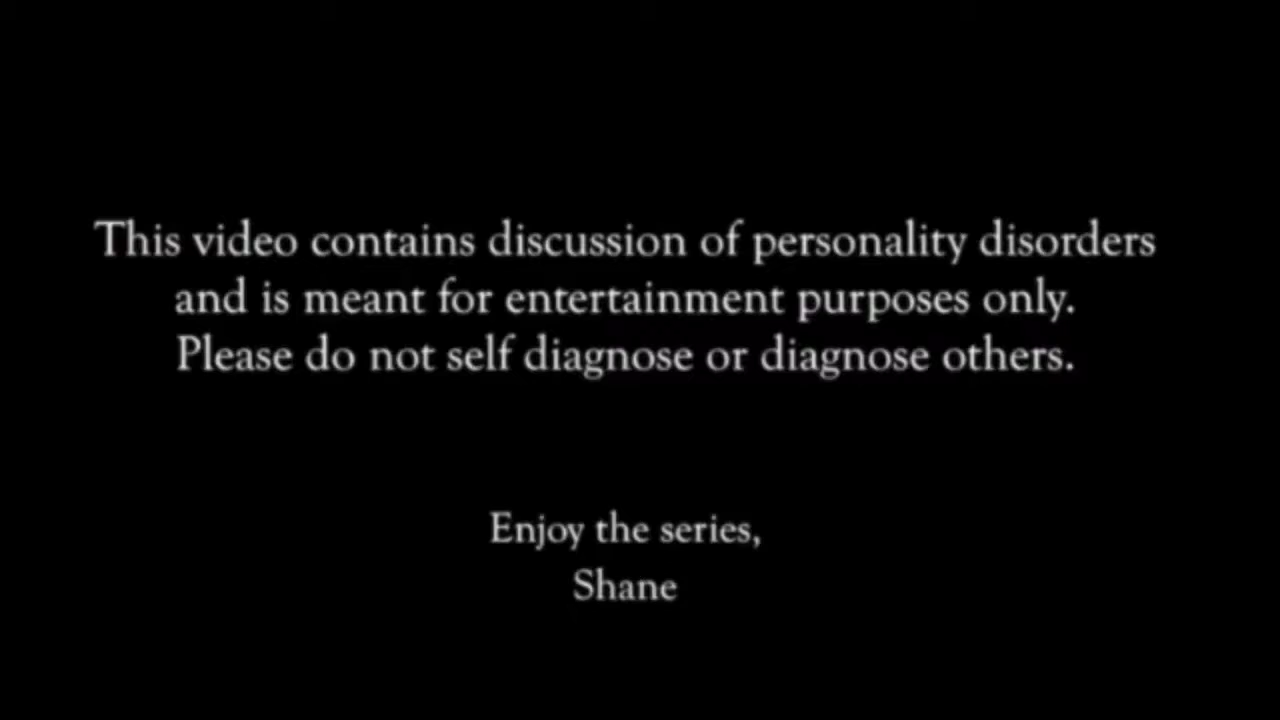 This video contains discussion of personality disorders
and is meant for entertainment purposes only.
Please do not self diagnose or diagnose others.
Enjoy the series,
Shane